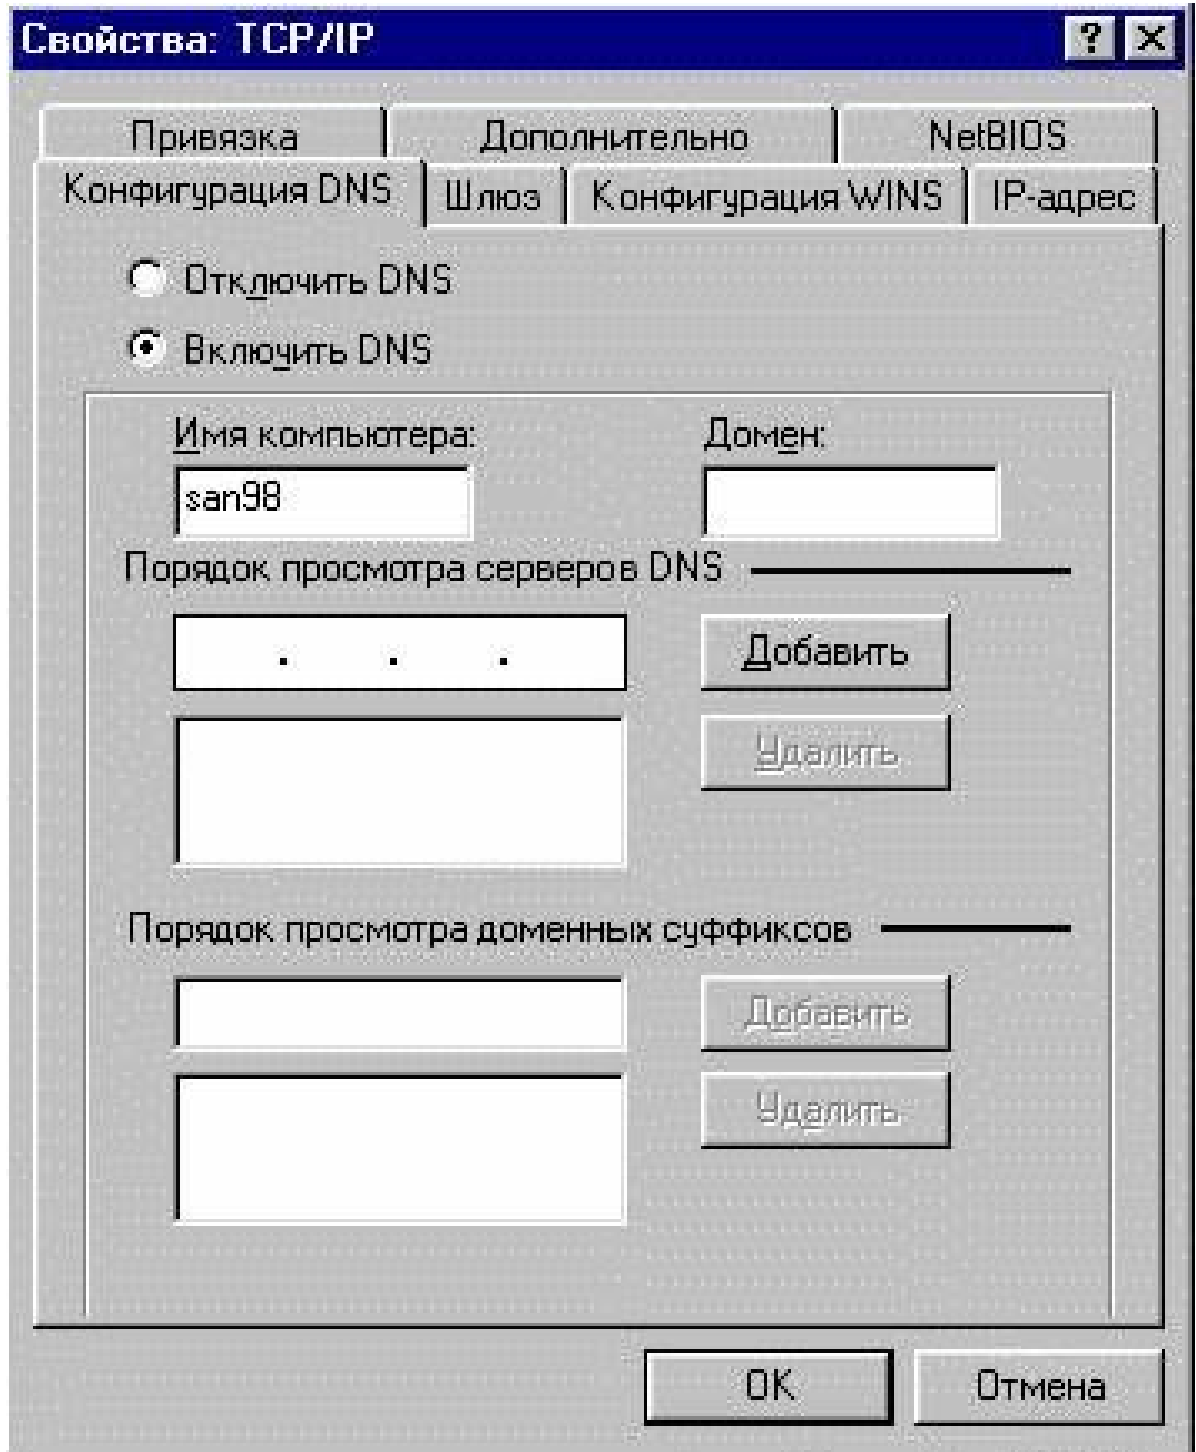 Свойства: TCP/IP
Привязка Дополнительно NetBIOS
Конфигурация DNS Шлюз Конфигурация WINS IP-адрес
Отключить DNS
Включить DNS
Имя компьютера: Домен:
san98
Порядок просмотра серверов DNS
. . . Добавить
Удалить
Порядок просмотра доменных суффиксов
Добавить
Удалить
OK Отмена